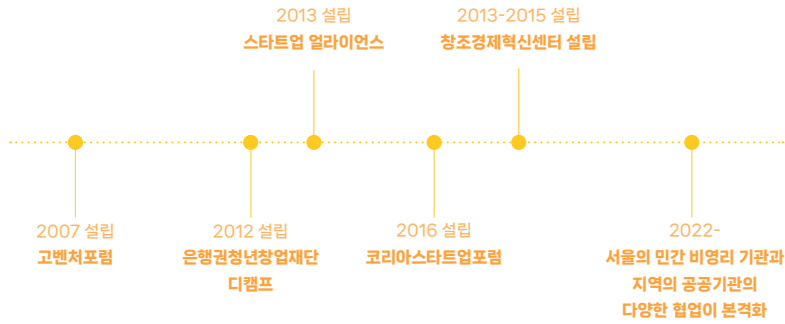 2013 설립
스타트업 얼라이언스
2013-2015 설립
창조경제혁신센터 설립
2007 설립
고벤처포럼
2012 설립
은행권청년창업재단
디캠프
2016 설립
코리아스타트업포럼
2022-
서울의 민간 비영리 기관과
지역의 공공기관의
다양한 협업이 본격화